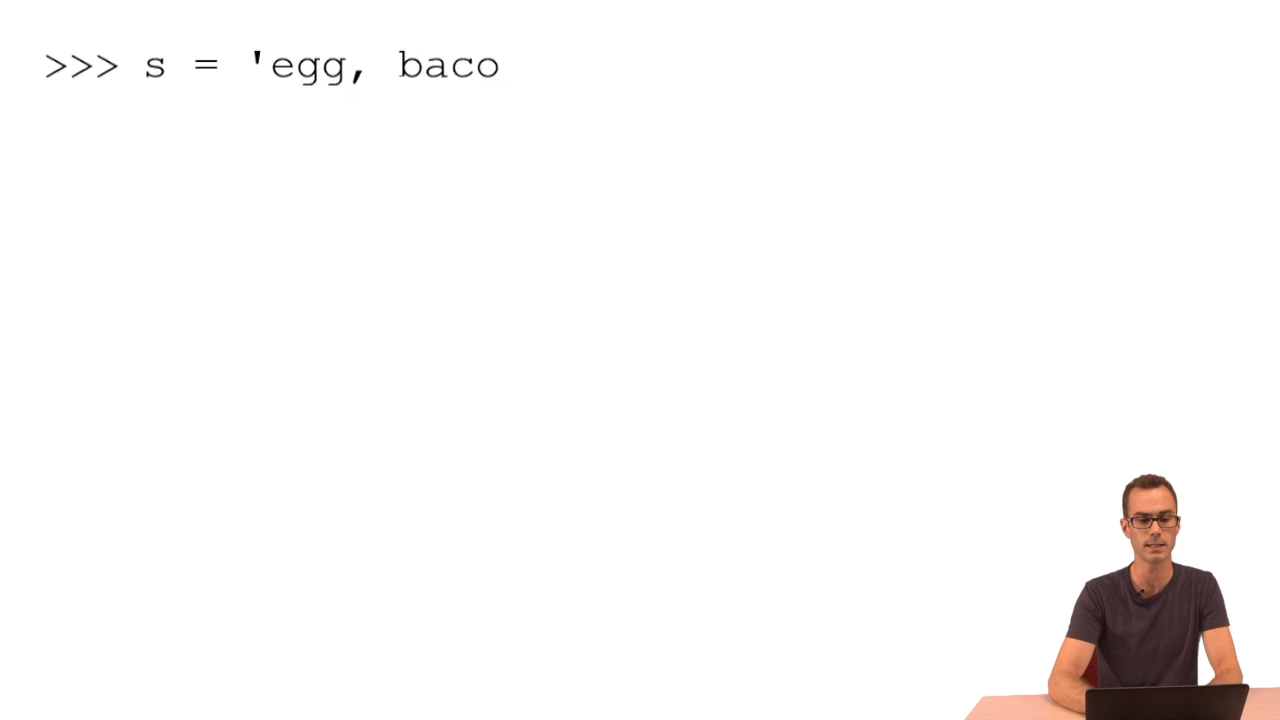 >>> s = 'egg, baco